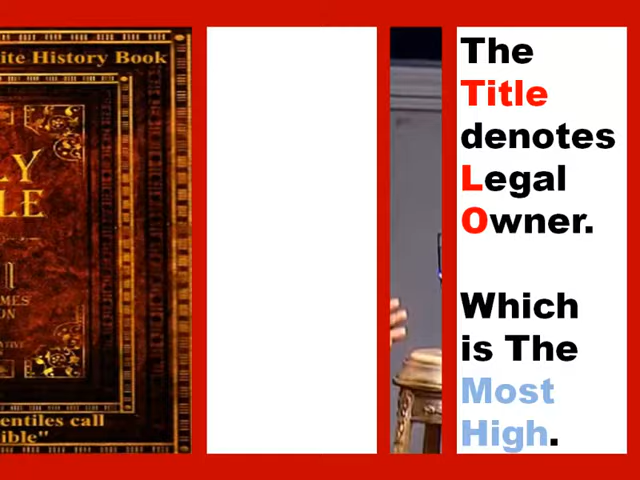 ite History Book
LY
LE
MES
ON
entiles call
ible"
The
Title
denotes
Legal
Owner.
Which
is The
Most
High.